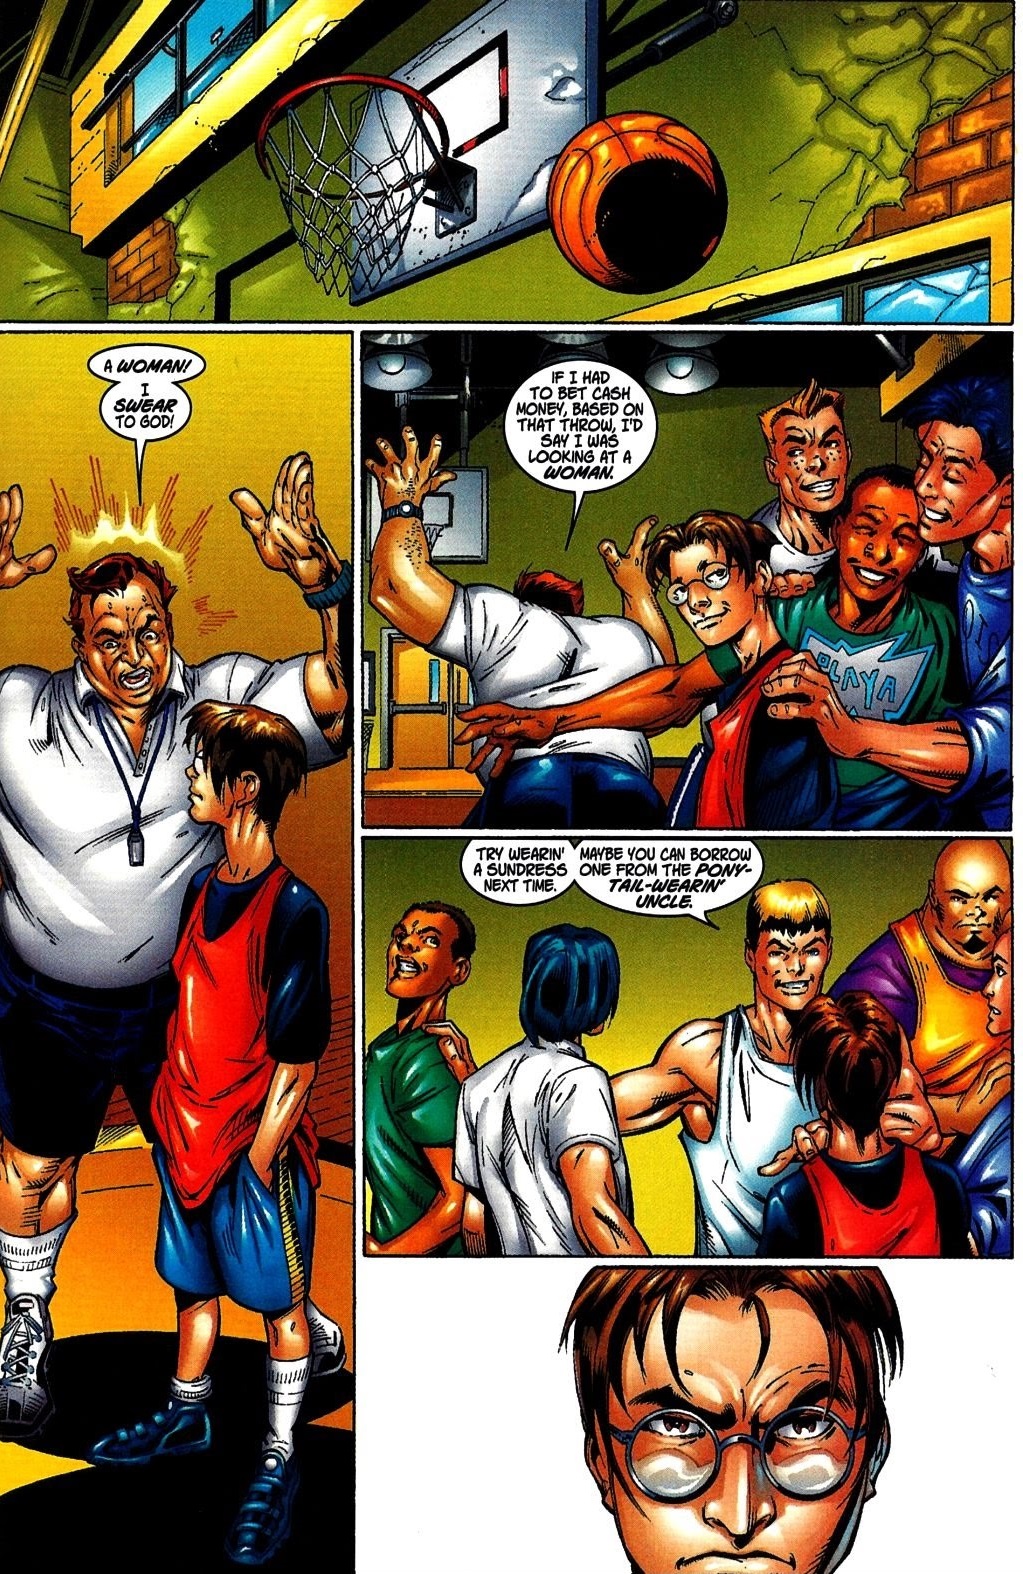 A WOMAN!
I
SWEAR
TO GOD!
IF I HAD
TO BET CASH
MONEY, BASED ON
THAT THROW, I'D
SAY I WAS
LOOKING AT A
WOMAN.
PLAYA
TRY WEARIN'
A SUNDRESS
NEXT TIME.
MAYBE YOU CAN BORROW
ONE FROM THE PONY-
TAIL-WEARIN'
UNCLE.